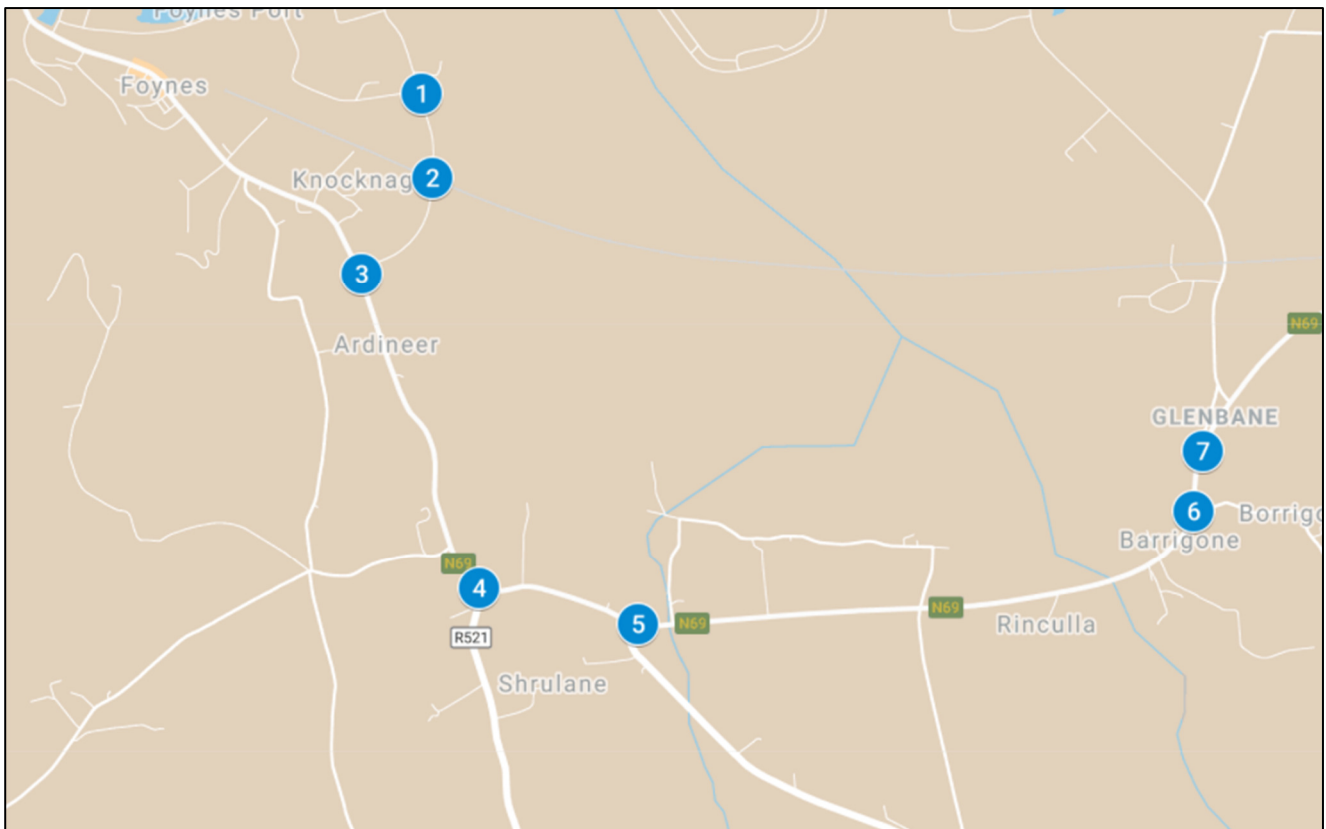 Foynes Port
Foynes
1
Knocknag
2
3
Ardineer
N69
GLENBANE
7
6
Borrigo
Barrigone
N69
4
5
N69
N69
R521
Rinculla
Shrulane